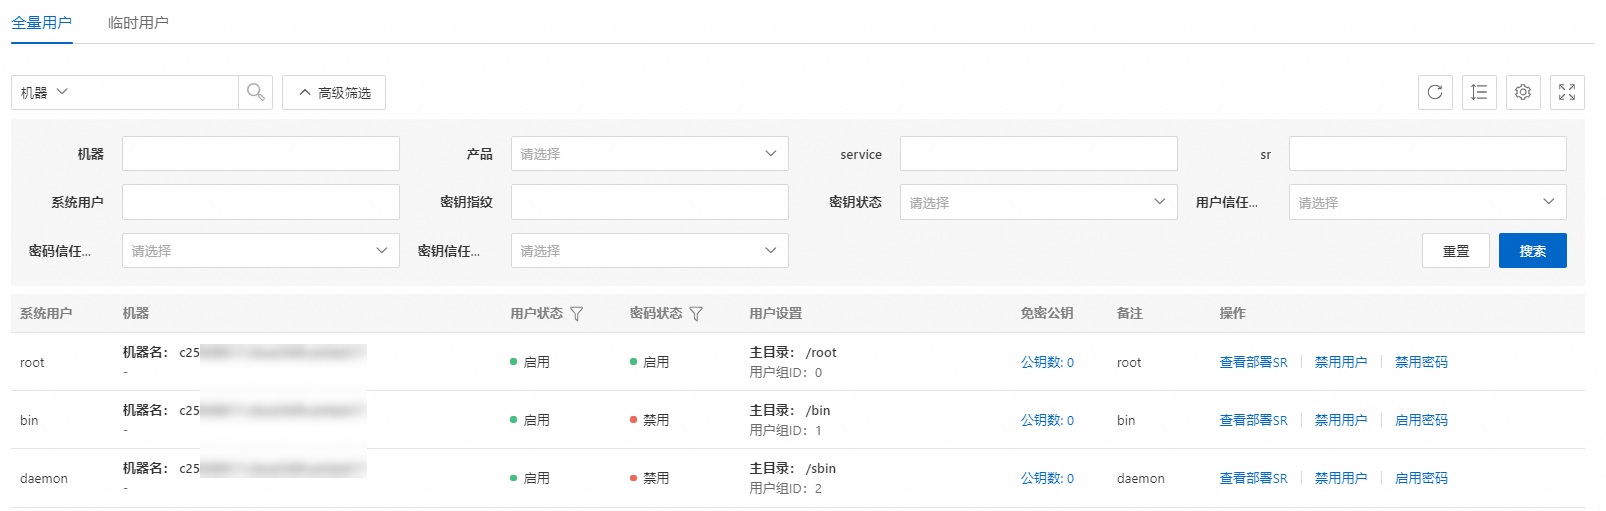 全量用户 临时用户
机器 高级筛选
机器 产品 请选择 service sr
系统用户 密钥指纹 密钥状态 请选择 用户信任... 请选择
密码信任... 请选择 密钥信任... 请选择 重置 搜索
系统用户 机器 用户状态 密码状态 用户设置 免密公钥 备注 操作
root 机器名： c25 - 启用 启用 主目录： /root 用户组ID：0 公钥数: 0 root 查看部署SR 禁用用户 禁用密码
bin 机器名： c25 - 启用 禁用 主目录： /bin 用户组ID：1 公钥数: 0 bin 查看部署SR 禁用用户 启用密码
daemon 机器名： c25 - 启用 禁用 主目录： /sbin 用户组ID：2 公钥数: 0 daemon 查看部署SR 禁用用户 启用密码